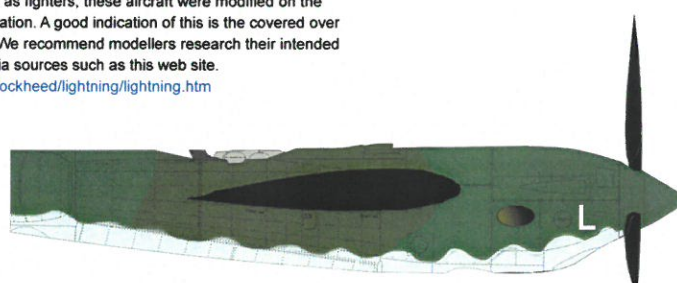 as fighters, these aircraft were modified on the
ation. A good indication of this is the covered over
We recommend modellers research their intended
ia sources such as this web site.
ockheed/lightning/lightning.htm
L